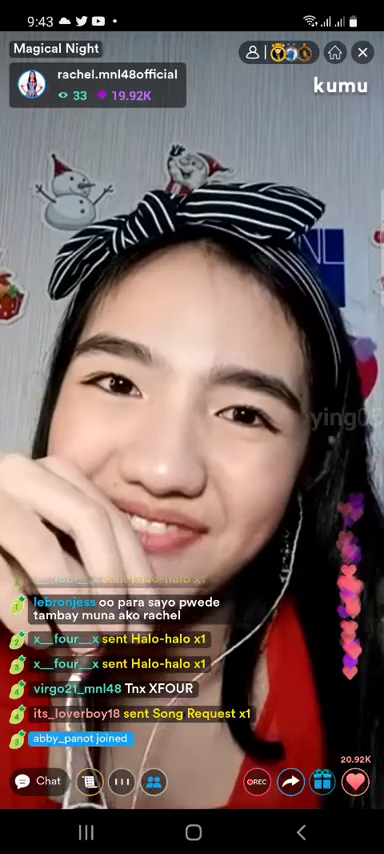 9:43
Magical Night
rachel.mnl48official
33 19.92K
kumu
NL
ying05
lebronjess oo para sayo pwede
tambay muna ako rachel
x__four__x sent Halo-halo x1
x__four__x sent Halo-halo x1
virgo21_mnl48 Tnx XFOUR
its_loverboy18 sent Song Request x1
abby_panot joined
20.92K
Chat
REC